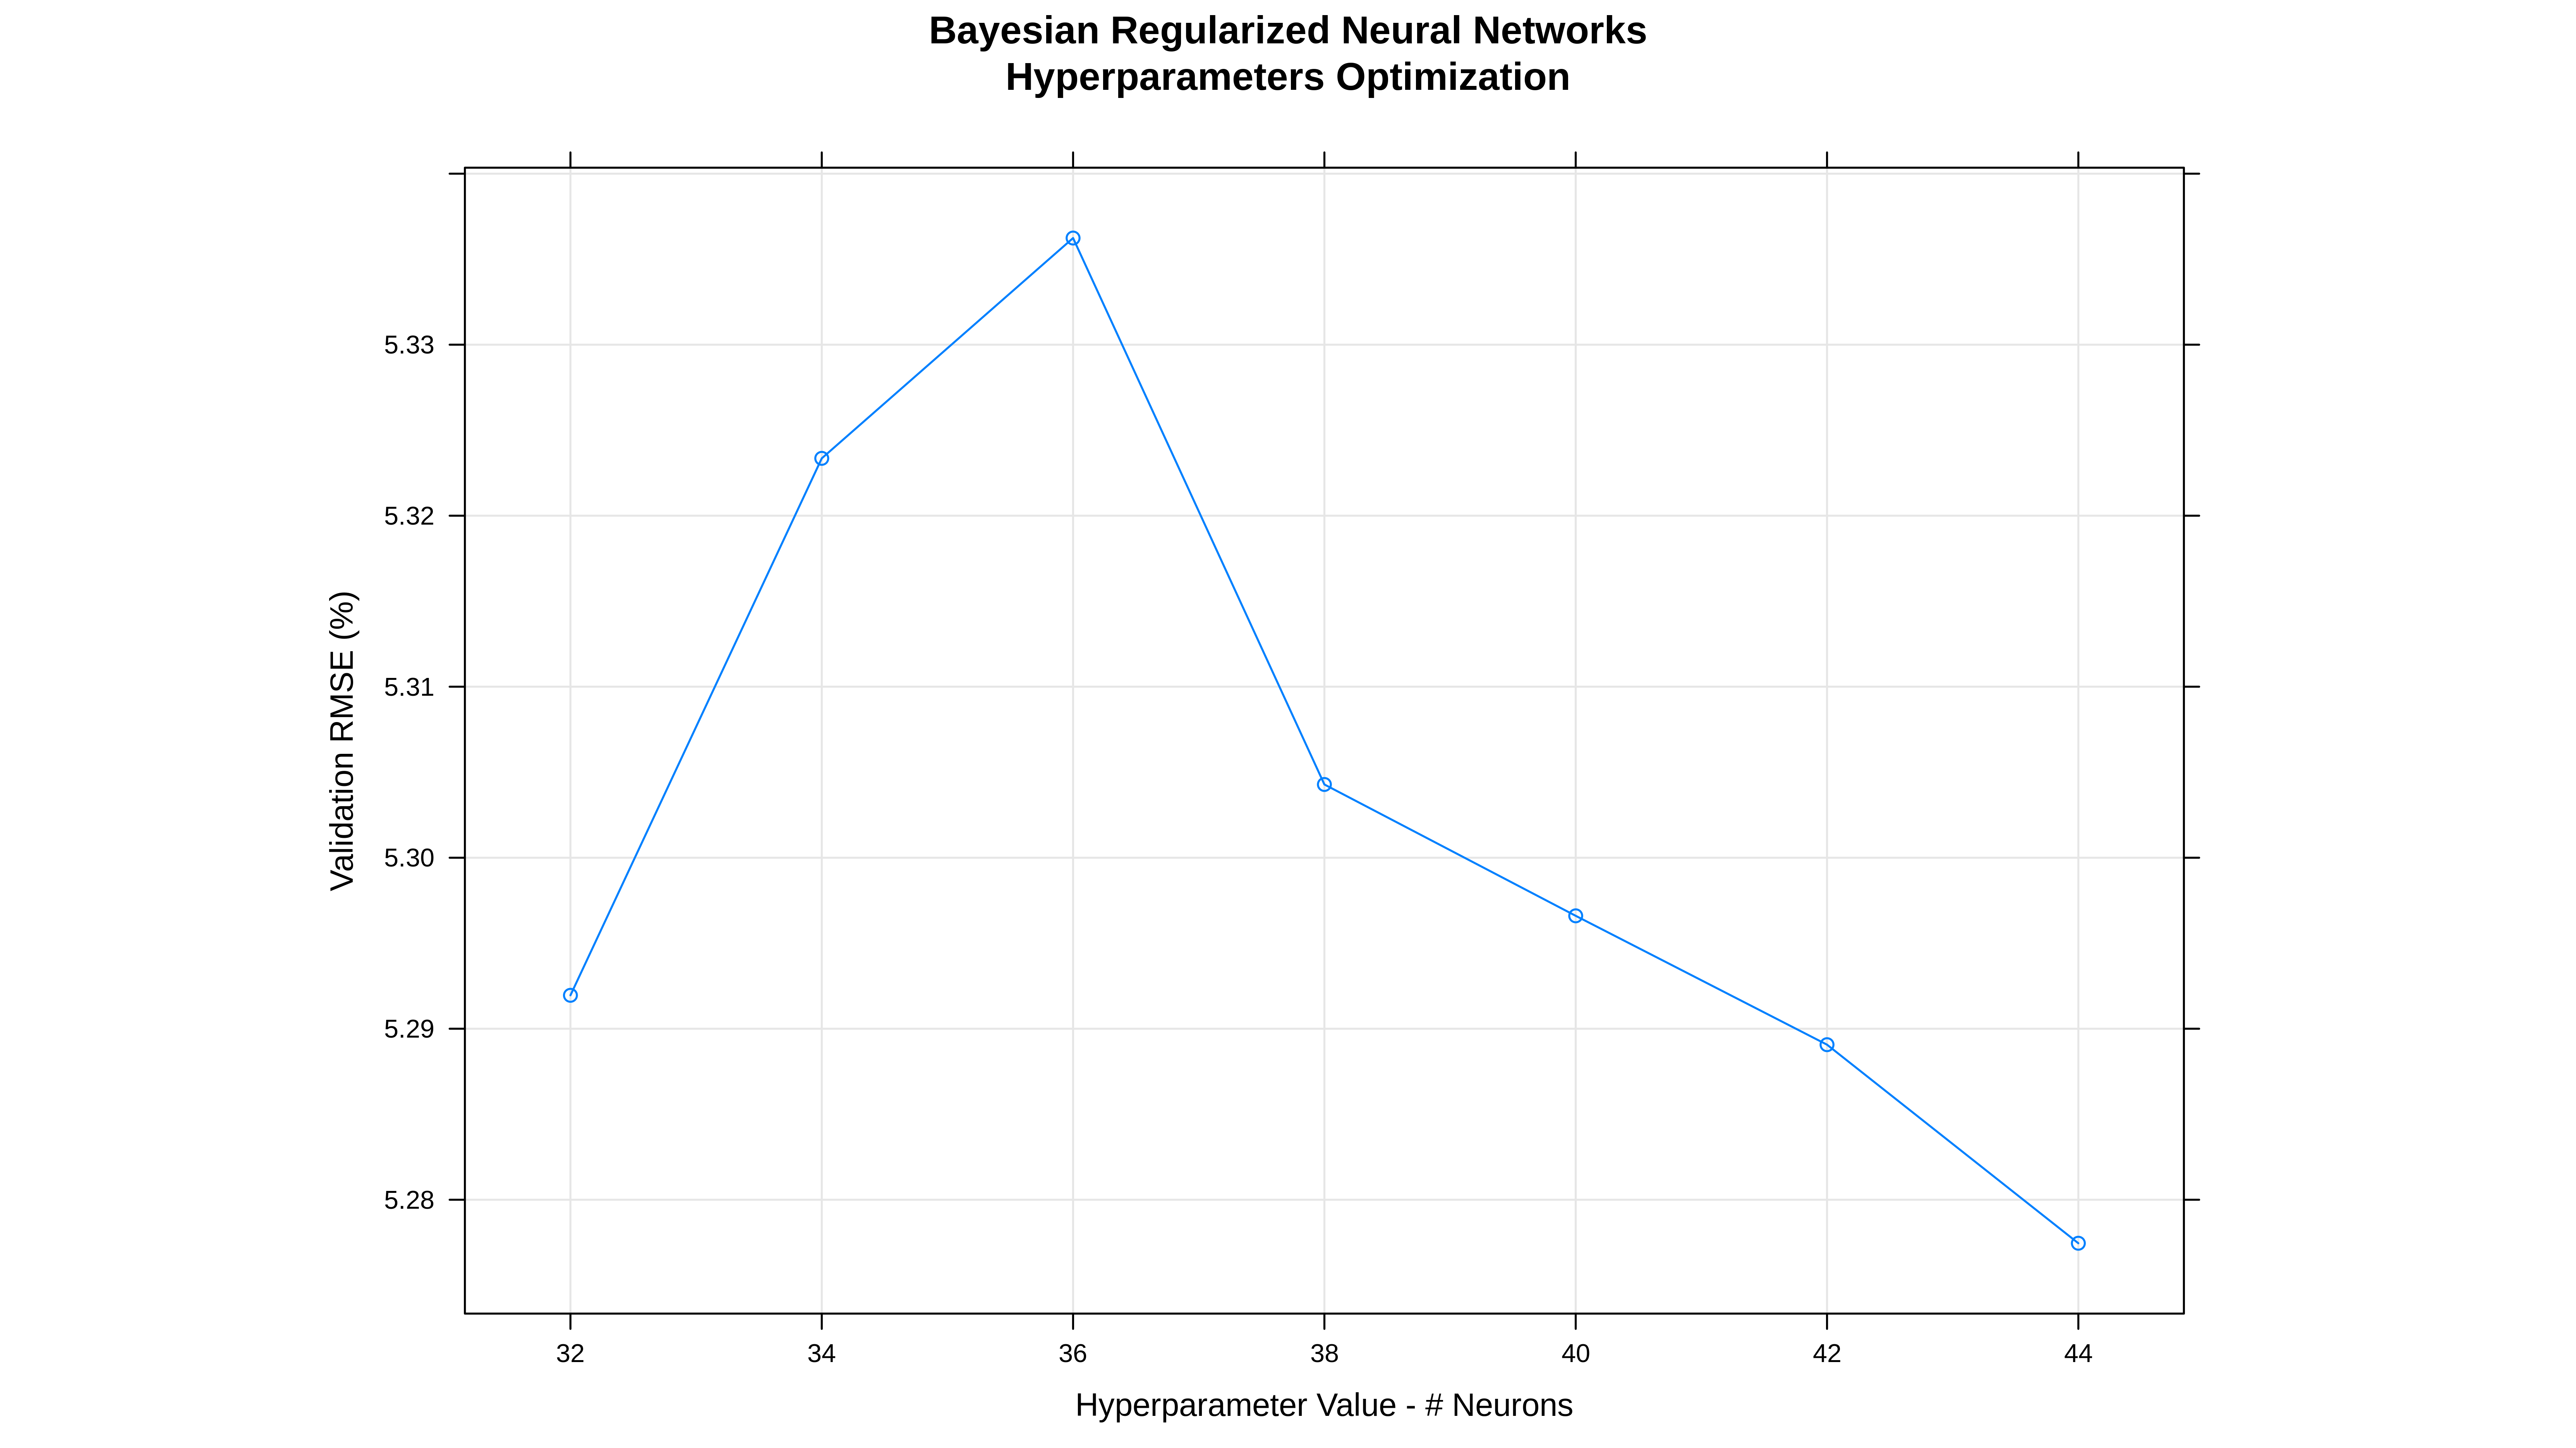 Bayesian Regularized Neural Networks
Hyperparameters Optimization
Validation RMSE (%)
5.33
5.32
5.31
5.30
5.29
5.28
32 34 36 38 40 42 44
Hyperparameter Value - # Neurons